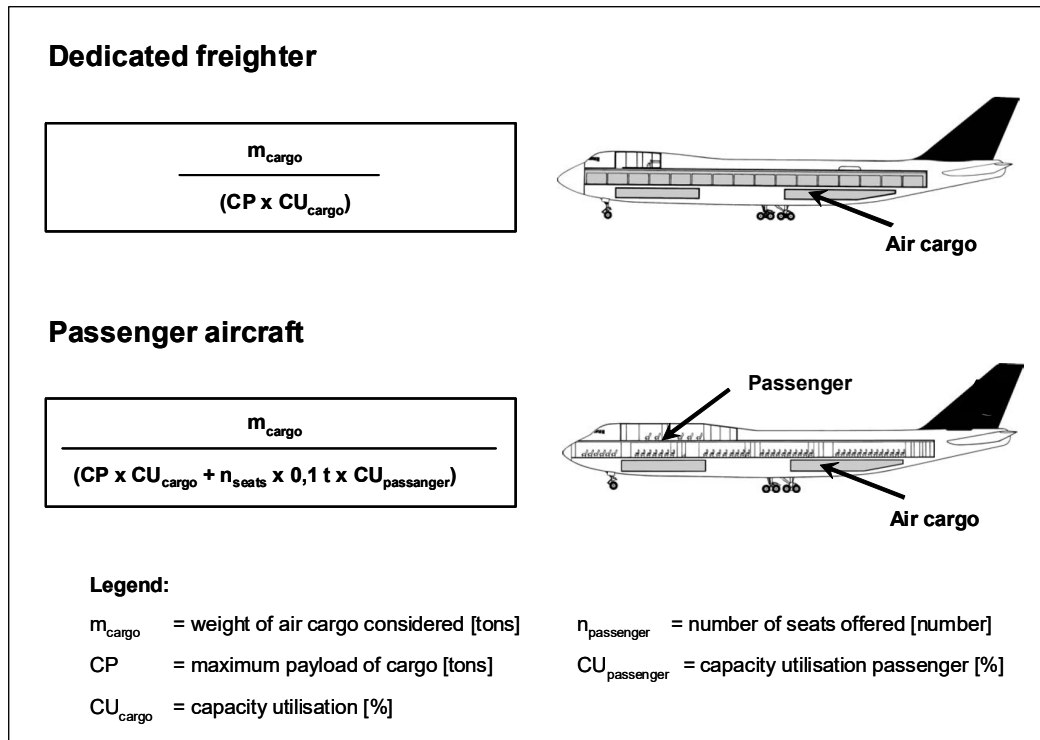 Dedicated freighter
m_cargo
(CP x CU_cargo)
Air cargo
Passenger aircraft
m_cargo
(CP x CU_cargo + n_seats x 0,1 t x CU_passanger)
Passenger
Air cargo
Legend:
m_cargo = weight of air cargo considered [tons]
CP = maximum payload of cargo [tons]
CU_cargo = capacity utilisation [%]
n_passenger = number of seats offered [number]
CU_passenger = capacity utilisation passenger [%]